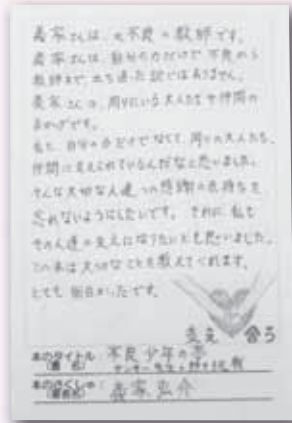 義家さんは、元不良の教師です。
義家さんは、自分の力だけで不良から
教師まで、立ち直った訳ではありません。
義家さんの、周りにいる大人たちや仲間の
おかげです。
私も、自分の力だけでなくて、周りの大人たち、
仲間に支えられているんだなと思いました。
そんな大切な人達への感謝の気持ちを
忘れないようにしたいです。それに、私も
その人達の支えになりたいとも思いました。
この本は大切なことを教えてくれます。
とても面白かったです。
支え合う
本のタイトル：不良少年の夢
（書名）
本のさくしゃ：義家弘介
（著者名）